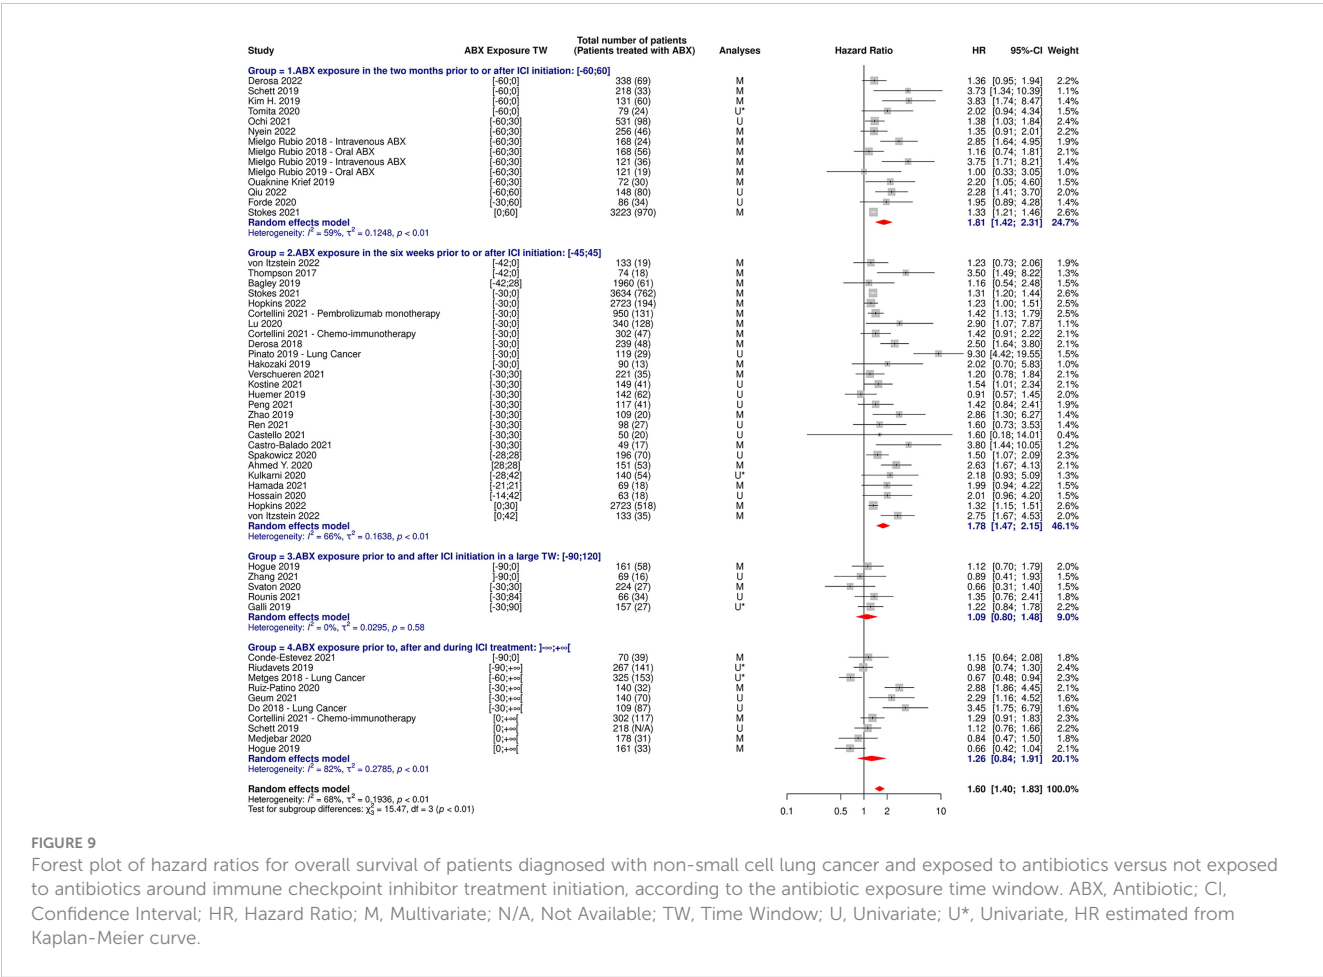 Total number of patients
Study ABX Exposure TW (Patients treated with ABX) Analyses Hazard Ratio HR 95%-CI Weight
Group = 1.ABX exposure in the two months prior to or after ICI initiation: [-60;60]
Derosa 2022 [-60;0] 338 (69) M 1.36 [0.95; 1.94] 2.2%
Schett 2019 [-60;0] 218 (33) M 3.73 [1.34; 10.39] 1.1%
Kim H. 2019 [-60;0] 131 (60) M 3.83 [1.74; 8.47] 1.4%
Tomita 2020 [-60;0] 79 (24) U* 2.02 [0.94; 4.34] 1.5%
Ochi 2021 [-60;30] 531 (98) U 1.38 [1.03; 1.84] 2.4%
Nyein 2022 [-60;30] 256 (46) M 1.35 [0.91; 2.01] 2.2%
Mielgo Rubio 2018 - Intravenous ABX [-60;30] 168 (24) M 2.85 [1.64; 4.95] 1.9%
Mielgo Rubio 2018 - Oral ABX [-60;30] 168 (56) M 1.16 [0.74; 1.81] 2.1%
Mielgo Rubio 2019 - Intravenous ABX [-60;30] 121 (36) M 3.75 [1.71; 8.21] 1.4%
Mielgo Rubio 2019 - Oral ABX [-60;30] 121 (19) M 1.00 [0.33; 3.05] 1.0%
Ouaknine Krief 2019 [-60;30] 72 (30) M 2.20 [1.05; 4.60] 1.5%
Qiu 2022 [-60;60] 148 (80) U 2.28 [1.41; 3.70] 2.0%
Forde 2020 [-30;60] 86 (34) U 1.95 [0.89; 4.28] 1.4%
Stokes 2021 [0;60] 3223 (970) M 1.33 [1.21; 1.46] 2.6%
Random effects model 1.81 [1.42; 2.31] 24.7%
Heterogeneity: I² = 59%, τ² = 0.1248, p < 0.01
Group = 2.ABX exposure in the six weeks prior to or after ICI initiation: [-45;45]
von Itzstein 2022 [-42;0] 133 (19) M 1.23 [0.73; 2.06] 1.9%
Thompson 2017 [-42;0] 74 (18) M 3.50 [1.49; 8.22] 1.3%
Bagley 2019 [-42;28] 1960 (61) M 1.16 [0.54; 2.48] 1.5%
Stokes 2021 [-30;0] 3634 (762) M 1.31 [1.20; 1.44] 2.6%
Hopkins 2022 [-30;0] 2723 (194) M 1.23 [1.00; 1.51] 2.5%
Cortellini 2021 - Pembrolizumab monotherapy [-30;0] 950 (131) M 1.42 [1.13; 1.79] 2.5%
Lu 2020 [-30;0] 340 (128) M 2.90 [1.07; 7.87] 1.1%
Cortellini 2021 - Chemo-immunotherapy [-30;0] 302 (47) M 1.42 [0.91; 2.22] 2.1%
Derosa 2018 [-30;0] 239 (48) M 2.50 [1.64; 3.80] 2.1%
Pinato 2019 - Lung Cancer [-30;0] 119 (29) U 9.30 [4.42; 19.55] 1.5%
Hakozaki 2019 [-30;0] 90 (13) M 2.02 [0.70; 5.83] 1.0%
Verschueren 2021 [-30;30] 221 (35) M 1.20 [0.78; 1.84] 2.1%
Kostine 2021 [-30;30] 149 (41) U 1.54 [1.01; 2.34] 2.1%
Huemer 2019 [-30;30] 142 (62) U 0.91 [0.57; 1.45] 2.0%
Peng 2021 [-30;30] 117 (41) U 1.42 [0.84; 2.41] 1.9%
Zhao 2019 [-30;30] 109 (20) M 2.86 [1.30; 6.27] 1.4%
Ren 2021 [-30;30] 98 (27) U 1.60 [0.73; 3.53] 1.4%
Castello 2021 [-30;30] 50 (20) U 1.60 [0.18; 14.01] 0.4%
Castro-Balado 2021 [-30;30] 49 (17) M 3.80 [1.44; 10.05] 1.2%
Spakowicz 2020 [-28;28] 196 (70) M 1.50 [1.07; 2.09] 2.3%
Ahmed Y. 2020 [28;28] 151 (53) M 2.63 [1.67; 4.13] 2.1%
Kulkarni 2020 [-28;42] 140 (54) U* 2.18 [0.93; 5.09] 1.3%
Hamada 2021 [-21;21] 69 (18) M 1.99 [0.94; 4.22] 1.5%
Hossain 2020 [-14;42] 63 (18) U 2.01 [0.96; 4.20] 1.5%
Hopkins 2022 [0;30] 2723 (518) M 1.32 [1.15; 1.51] 2.6%
von Itzstein 2022 [0;42] 133 (35) M 2.75 [1.67; 4.53] 2.0%
Random effects model 1.78 [1.47; 2.15] 46.1%
Heterogeneity: I² = 66%, τ² = 0.1638, p < 0.01
Group = 3.ABX exposure prior to and after ICI initiation in a large TW: [-90;120]
Hogue 2019 [-90;0] 161 (58) M 1.12 [0.70; 1.79] 2.0%
Zhang 2021 ]-90;0] 69 (16) U 0.89 [0.41; 1.93] 1.5%
Svaton 2020 [-30;30] 224 (27) M 0.66 [0.31; 1.40] 1.5%
Rounis 2021 [-30;84] 66 (34) U 1.35 [0.76; 2.41] 1.8%
Galli 2019 [-30;90] 157 (27) U* 1.22 [0.84; 1.78] 2.2%
Random effects model 1.09 [0.80; 1.48] 9.0%
Heterogeneity: I² = 0%, τ² = 0.0295, p = 0.58
Group = 4.ABX exposure prior to, after and during ICI treatment: ]-∞;+∞[
Conde-Estevez 2021 [-90;0] 70 (39) M 1.15 [0.64; 2.08] 1.8%
Riudavets 2019 [-90;+∞[ 267 (141) U* 0.98 [0.74; 1.30] 2.4%
Metges 2018 - Lung Cancer [-60;+∞[ 325 (153) U* 0.67 [0.48; 0.94] 2.3%
Ruiz-Patino 2020 [-30;+∞[ 140 (32) M 2.88 [1.86; 4.45] 2.1%
Geum 2021 [-30;+∞[ 140 (70) U 2.29 [1.16; 4.52] 1.6%
Do 2018 - Lung Cancer [-30;+∞[ 109 (87) U 3.45 [1.75; 6.79] 1.6%
Cortellini 2021 - Chemo-immunotherapy [0;+∞[ 302 (117) M 1.29 [0.91; 1.83] 2.3%
Schett 2019 [0;+∞[ 218 (N/A) U 1.12 [0.76; 1.66] 2.2%
Medjebar 2020 [0;+∞[ 178 (31) M 0.84 [0.47; 1.50] 1.8%
Hogue 2019 [0;+∞[ 161 (33) M 0.66 [0.42; 1.04] 2.1%
Random effects model 1.26 [0.84; 1.91] 20.1%
Heterogeneity: I² = 82%, τ² = 0.2785, p < 0.01
Random effects model 1.60 [1.40; 1.83] 100.0%
Heterogeneity: I² = 68%, τ² = 0.1936, p < 0.01
Test for subgroup differences: χ²₃ = 15.47, df = 3 (p < 0.01)
0.1 0.5 1 2 10
FIGURE 9
Forest plot of hazard ratios for overall survival of patients diagnosed with non-small cell lung cancer and exposed to antibiotics versus not exposed
to antibiotics around immune checkpoint inhibitor treatment initiation, according to the antibiotic exposure time window. ABX, Antibiotic; CI,
Confidence Interval; HR, Hazard Ratio; M, Multivariate; N/A, Not Available; TW, Time Window; U, Univariate; U*, Univariate, HR estimated from
Kaplan-Meier curve.